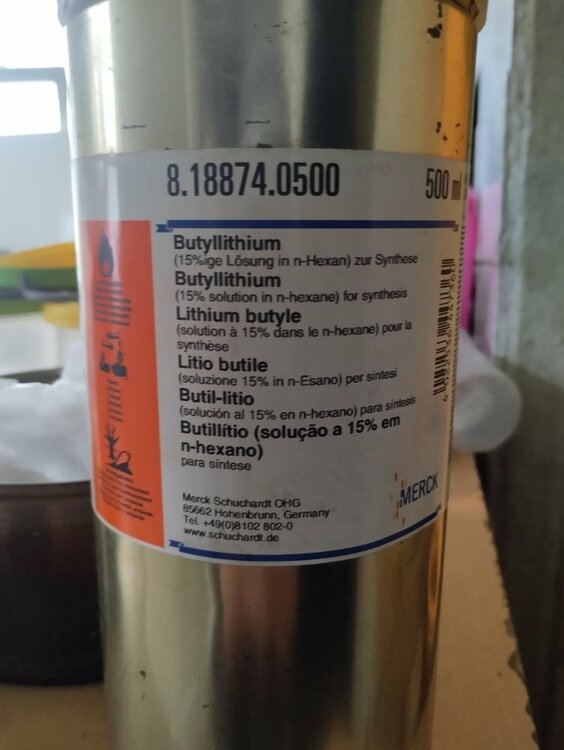 8.18874.0500
500 ml
Butyllithium
(15%ige Lösung in n-Hexan) zur Synthese
Butyllithium
(15% solution in n-hexane) for synthesis
Lithium butyle
(solution à 15% dans le n-hexane) pour la
synthèse
Litio butile
(soluzione 15% in n-Esano) per sintesi
Butil-litio
(solución al 15% en n-hexano) para síntesis
Butillítio (solução a 15% em
n-hexano)
para síntese
Merck Schuchardt OHG
85662 Hohenbrunn, Germany
Tel. +49(0)8102 802-0
www.schuchardt.de
MERCK